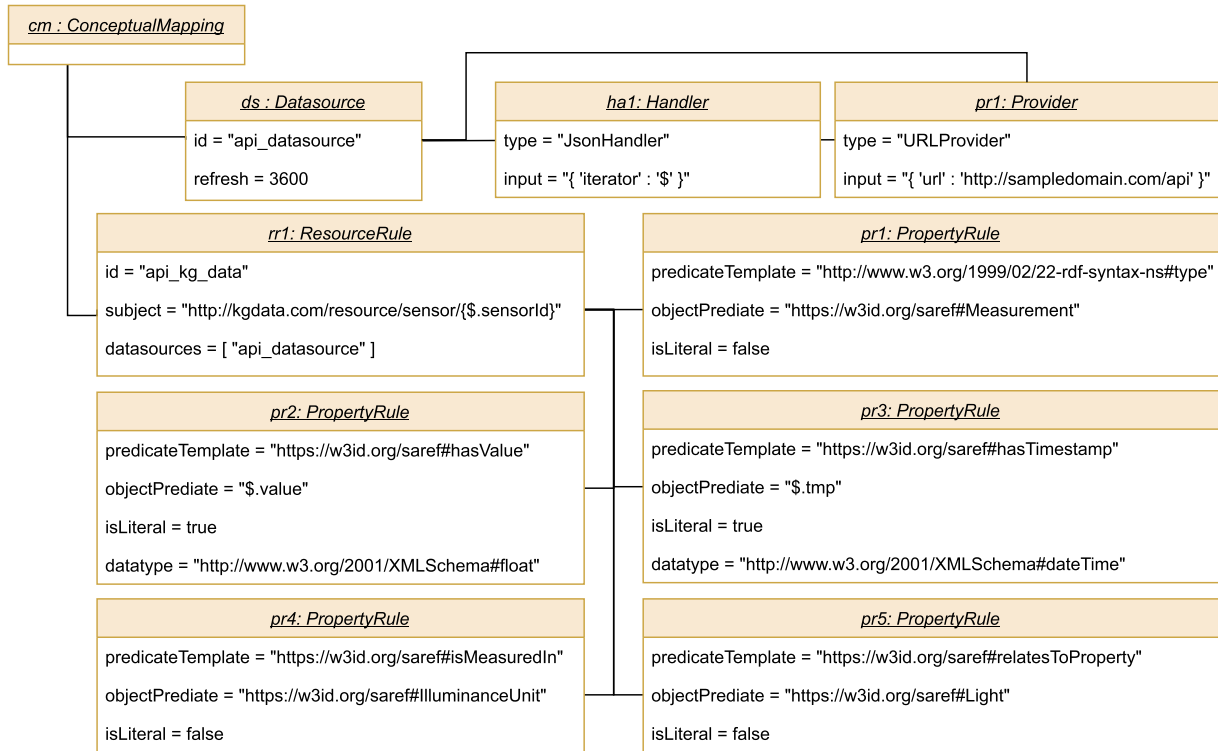 cm : ConceptualMapping
ds : Datasource
id = "api_datasource"
refresh = 3600
ha1: Handler
type = "JsonHandler"
input = "{ 'iterator' : '$' }"
pr1: Provider
type = "URLProvider"
input = "{ 'url' : 'http://sampledomain.com/api' }"
rr1: ResourceRule
id = "api_kg_data"
subject = "http://kgdata.com/resource/sensor/{$.sensorId}"
datasources = [ "api_datasource" ]
pr1: PropertyRule
predicateTemplate = "http://www.w3.org/1999/02/22-rdf-syntax-ns#type"
objectPrediate = "https://w3id.org/saref#Measurement"
isLiteral = false
pr2: PropertyRule
predicateTemplate = "https://w3id.org/saref#hasValue"
objectPrediate = "$.value"
isLiteral = true
datatype = "http://www.w3.org/2001/XMLSchema#float"
pr3: PropertyRule
predicateTemplate = "https://w3id.org/saref#hasTimestamp"
objectPrediate = "$.tmp"
isLiteral = true
datatype = "http://www.w3.org/2001/XMLSchema#dateTime"
pr4: PropertyRule
predicateTemplate = "https://w3id.org/saref#isMeasuredIn"
objectPrediate = "https://w3id.org/saref#IlluminanceUnit"
isLiteral = false
pr5: PropertyRule
predicateTemplate = "https://w3id.org/saref#relatesToProperty"
objectPrediate = "https://w3id.org/saref#Light"
isLiteral = false